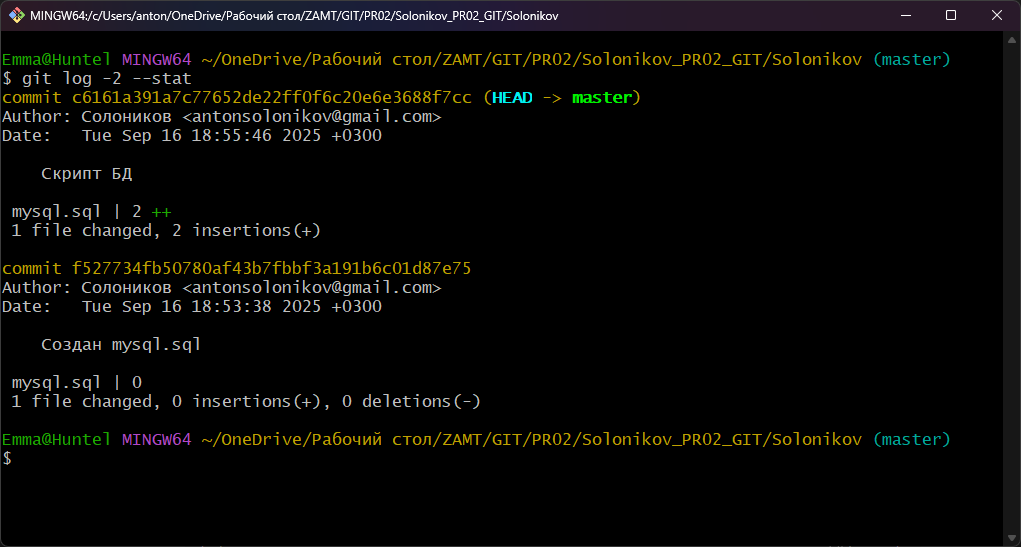 MINGW64:/c/Users/anton/OneDrive/Рабочий стол/ZAMT/GIT/PR02/Solonikov_PR02_GIT/Solonikov
Emma@Huntel MINGW64 ~/OneDrive/Рабочий стол/ZAMT/GIT/PR02/Solonikov_PR02_GIT/Solonikov (master)
$ git log -2 --stat
commit c6161a391a7c77652de22ff0f6c20e6e3688f7cc (HEAD -> master)
Author: Солоников <antonsolonikov@gmail.com>
Date:   Tue Sep 16 18:55:46 2025 +0300
    Скрипт БД
 mysql.sql | 2 ++
 1 file changed, 2 insertions(+)
commit f527734fb50780af43b7fbbf3a191b6c01d87e75
Author: Солоников <antonsolonikov@gmail.com>
Date:   Tue Sep 16 18:53:38 2025 +0300
    Создан mysql.sql
 mysql.sql | 0
 1 file changed, 0 insertions(+), 0 deletions(-)
Emma@Huntel MINGW64 ~/OneDrive/Рабочий стол/ZAMT/GIT/PR02/Solonikov_PR02_GIT/Solonikov (master)
$